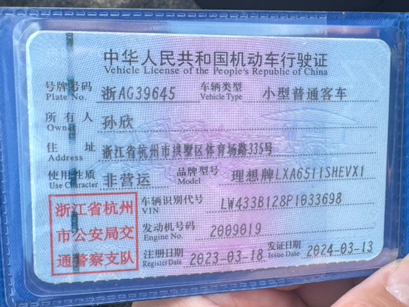 中华人民共和国机动车行驶证
Vehicle License of the People's Republic of China
号牌号码 浙AG39645 车辆类型 小型普通客车
Plate No. Vehicle Type
所有人 孙欣
Owner
住址 浙江省杭州市拱墅区体育场路335号
Address
使用性质 非营运 品牌型号 理想牌LXA6511SHEVX1
Use Character Model
浙江省杭州
市公安局交
通警察支队
车辆识别代号 LW433B128P1033698
VIN
发动机号码 2009019
Engine No.
注册日期 2023-03-18 发证日期 2024-03-13
Register Date Issue Date